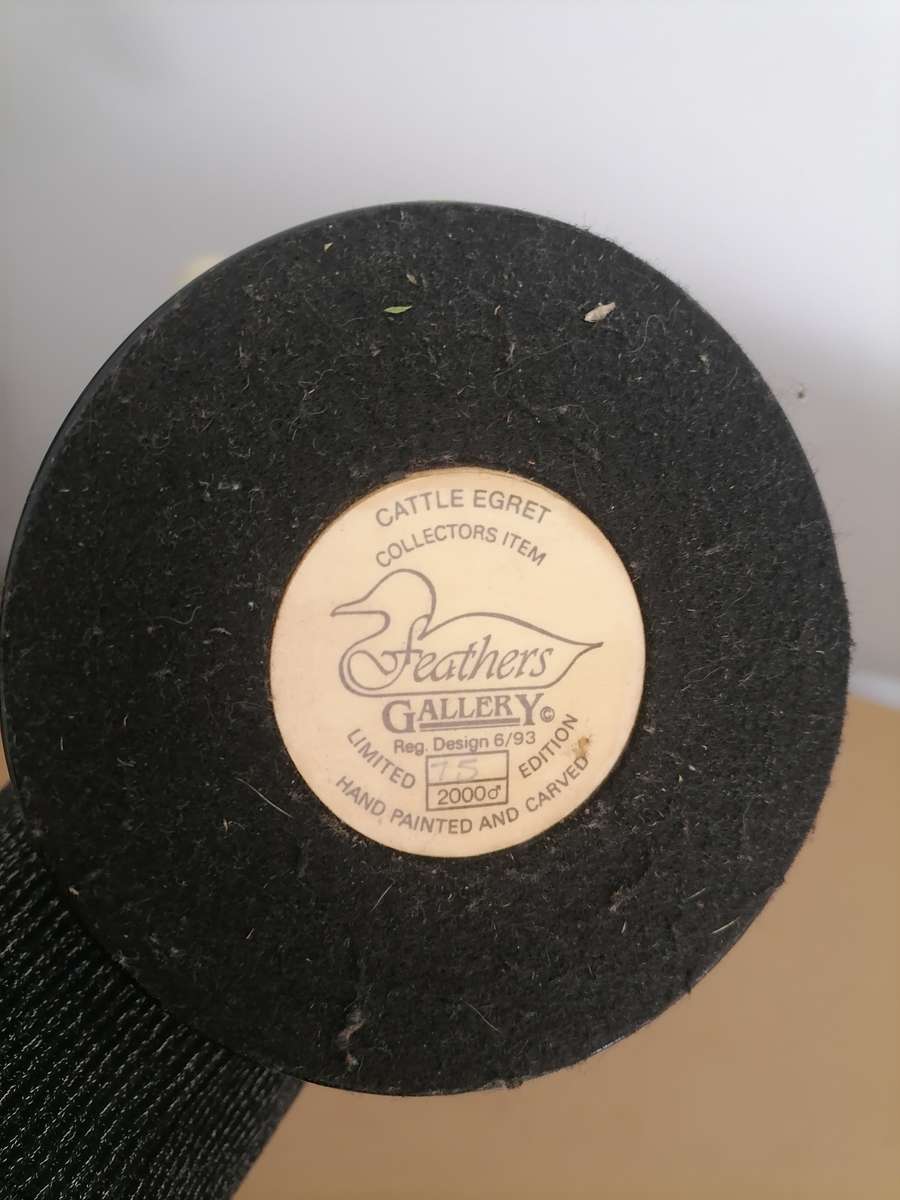 CATTLE EGRET
COLLECTORS ITEM
Feathers
GALLERY©
Reg. Design 6/93
LIMITED EDITION
75
2000♂
HAND PAINTED AND CARVED